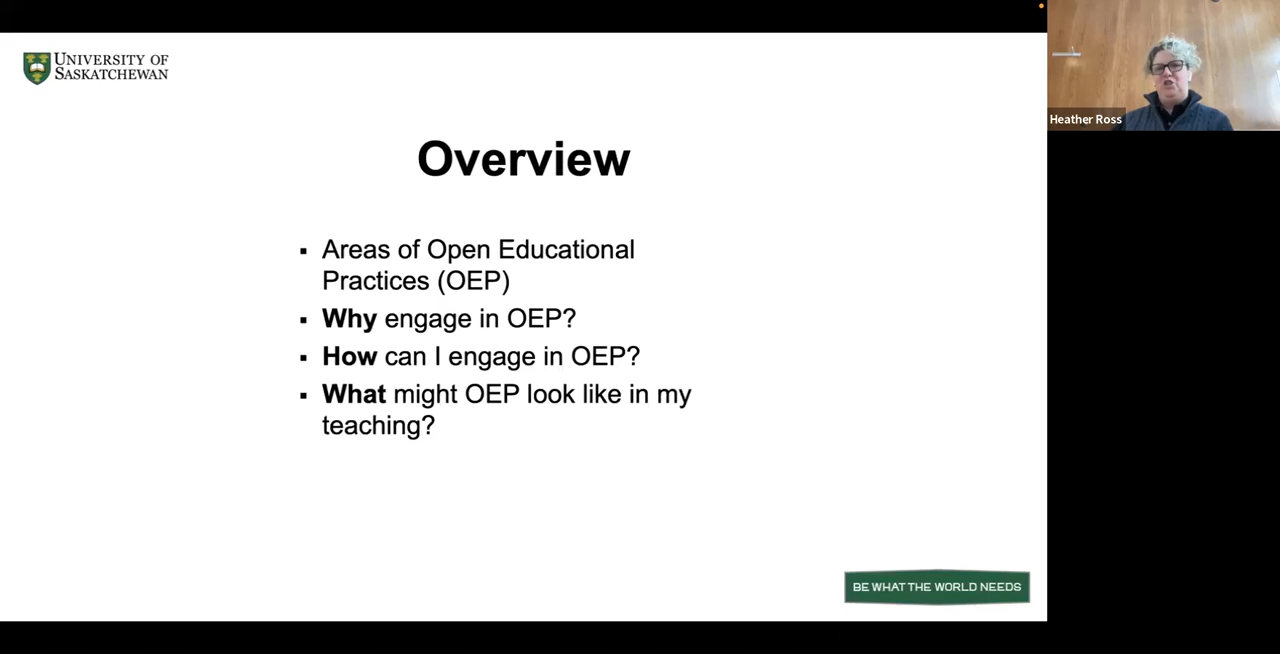 UNIVERSITY OF
SASKATCHEWAN
Heather Ross
Overview
▪ Areas of Open Educational
Practices (OEP)
▪ Why engage in OEP?
▪ How can I engage in OEP?
▪ What might OEP look like in my
teaching?
BE WHAT THE WORLD NEEDS